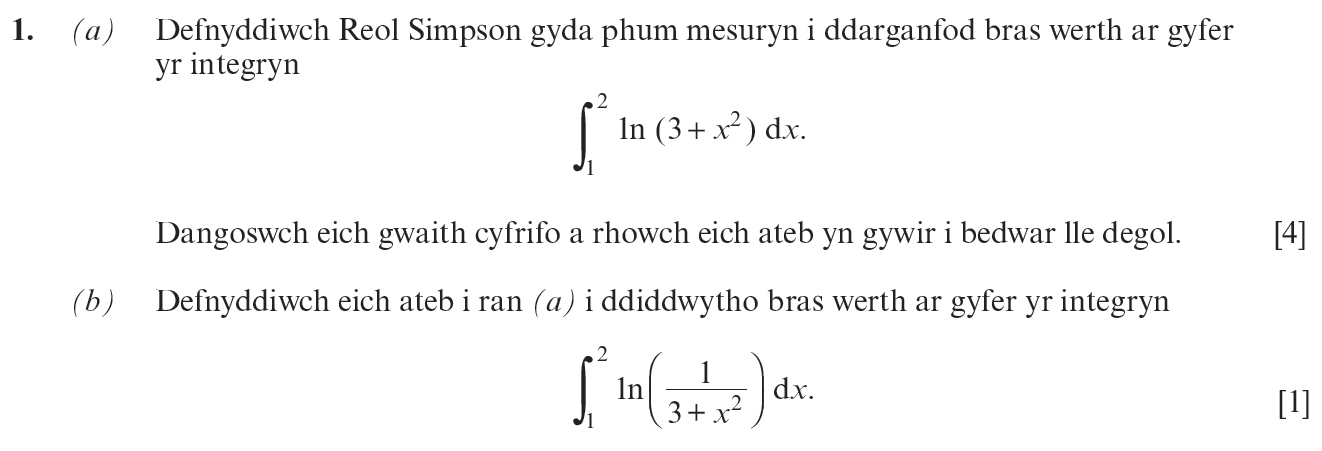 1. (a) Defnyddiwch Reol Simpson gyda phum mesuryn i ddarganfod bras werth ar gyfer
yr integryn
∫₁² ln (3 + x²) dx.
Dangoswch eich gwaith cyfrifo a rhowch eich ateb yn gywir i bedwar lle degol. [4]
(b) Defnyddiwch eich ateb i ran (a) i ddiddwytho bras werth ar gyfer yr integryn
∫₁² ln(1/(3 + x²)) dx. [1]